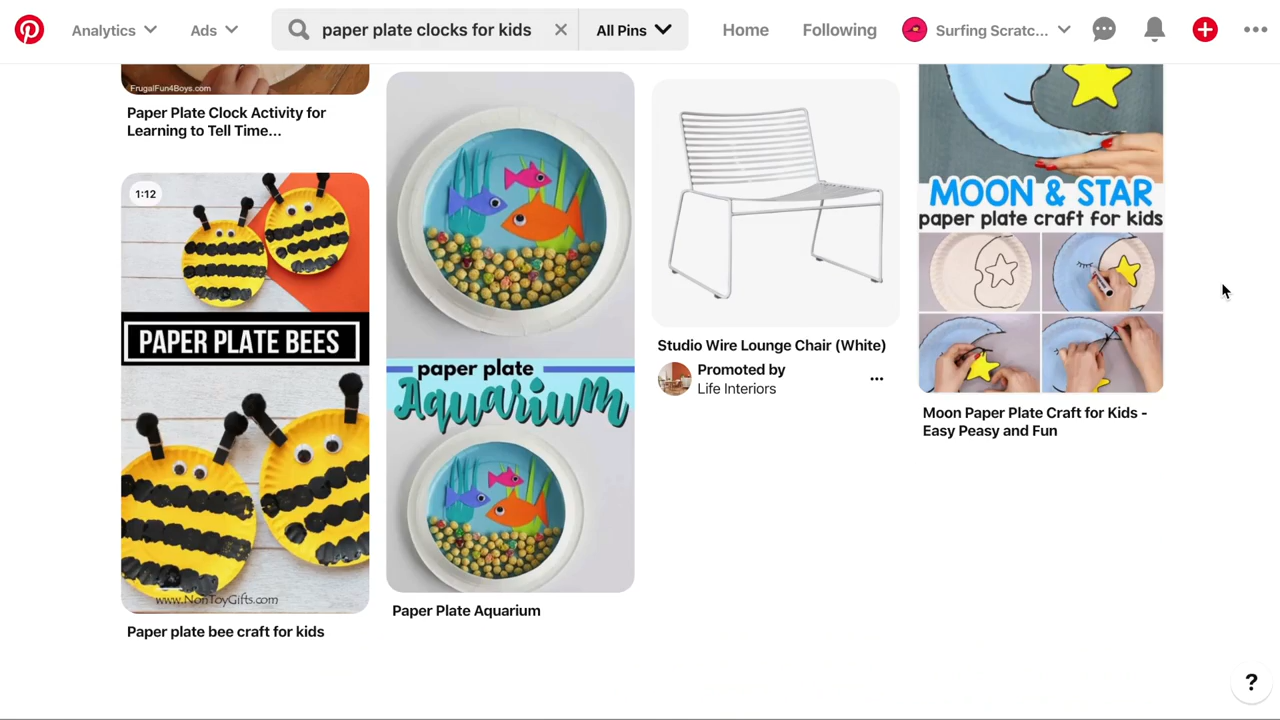 Analytics
Ads
paper plate clocks for kids
All Pins
Home
Following
Surfing Scratc...
FrugalFun4Boys.com
Paper Plate Clock Activity for
Learning to Tell Time...
1:12
PAPER PLATE BEES
www.NonToyGifts.com
Paper plate bee craft for kids
paper plate
Aquarium
Paper Plate Aquarium
Studio Wire Lounge Chair (White)
Promoted by
Life Interiors
MOON & STAR
paper plate craft for kids
Moon Paper Plate Craft for Kids -
Easy Peasy and Fun
?